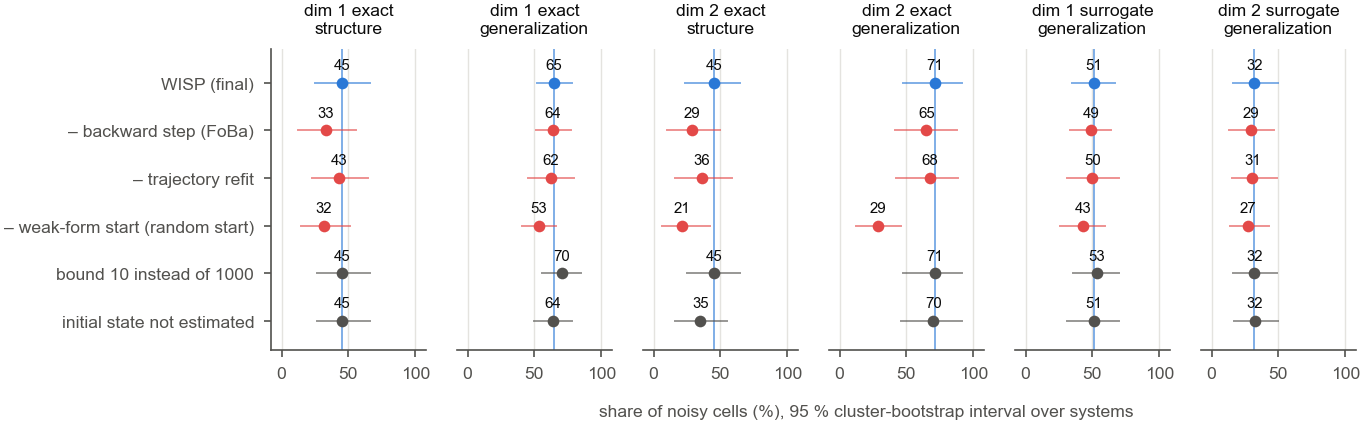 dim 1 exact
structure
dim 1 exact
generalization
dim 2 exact
structure
dim 2 exact
generalization
dim 1 surrogate
generalization
dim 2 surrogate
generalization
WISP (final) 45 65 45 71 51 32
– backward step (FoBa) 33 64 29 65 49 29
– trajectory refit 43 62 36 68 50 31
– weak-form start (random start) 32 53 21 29 43 27
bound 10 instead of 1000 45 70 45 71 53 32
initial state not estimated 45 64 35 70 51 32
0 50 100 0 50 100 0 50 100 0 50 100 0 50 100 0 50 100
share of noisy cells (%), 95 % cluster-bootstrap interval over systems